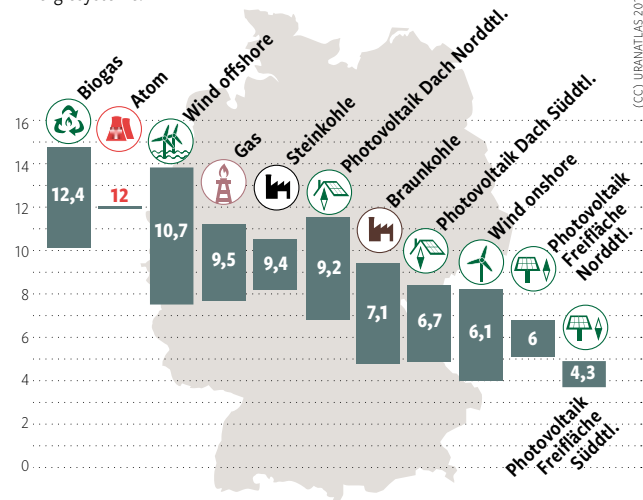 Biogas
Atom
Wind offshore
Gas
Steinkohle
Photovoltaik Dach Norddtl.
Braunkohle
Photovoltaik Dach Süddtl.
Wind onshore
Photovoltaik
Freifläche
Norddtl.
Photovoltaik
Freifläche
Süddtl.
16
14
12
10
8
6
4
2
0
12,4
12
10,7
9,5
9,4
9,2
7,1
6,7
6,1
6
4,3
(CC) URANATLAS